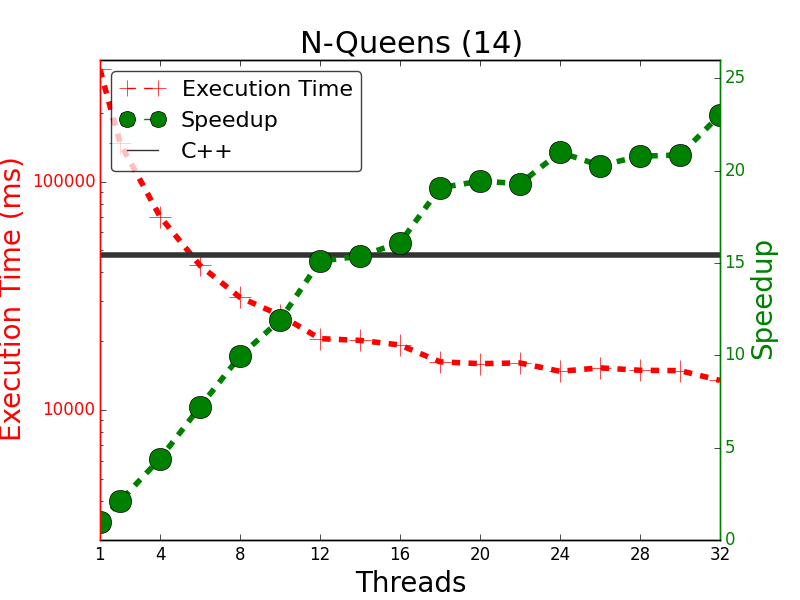 N-Queens (14)
Execution Time
Speedup
C++
Execution Time (ms)
100000
10000
Speedup
25
20
15
10
5
0
1 4 8 12 16 20 24 28 32
Threads